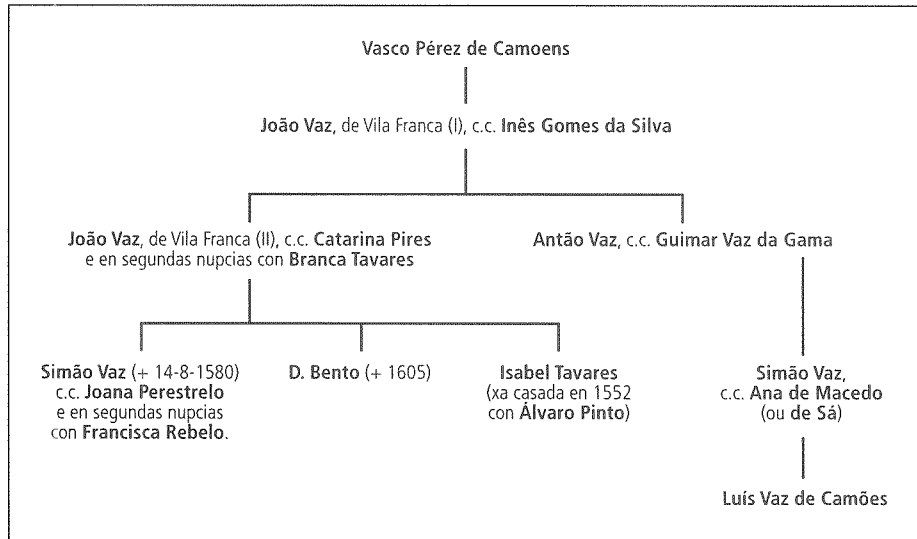 Vasco Pérez de Camoens
João Vaz, de Vila Franca (I), c.c. Inês Gomes da Silva
João Vaz, de Vila Franca (II), c.c. Catarina Pires
e en segundas nupcias con Branca Tavares
Antão Vaz, c.c. Guimar Vaz da Gama
Simão Vaz (+ 14-8-1580)
c.c. Joana Perestrelo
e en segundas nupcias
con Francisca Rebelo.
D. Bento (+ 1605)
Isabel Tavares
(xa casada en 1552
con Álvaro Pinto)
Simão Vaz,
c.c. Ana de Macedo
(ou de Sá)
Luís Vaz de Camões